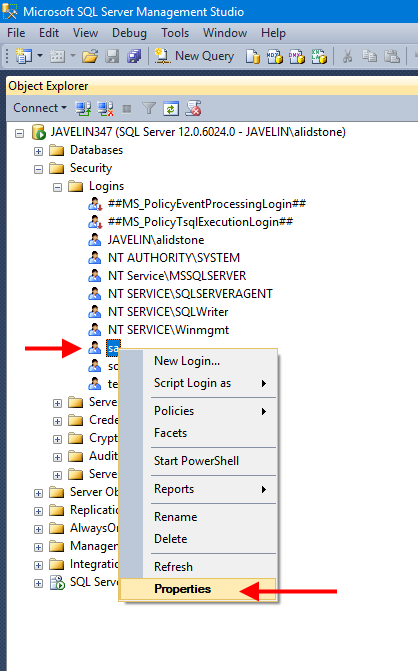 Microsoft SQL Server Management Studio
File Edit View Debug Tools Window Help
New Query
Object Explorer
Connect
JAVELIN347 (SQL Server 12.0.6024.0 - JAVELIN\alidstone)
Databases
Security
Logins
##MS_PolicyEventProcessingLogin##
##MS_PolicyTsqlExecutionLogin##
JAVELIN\alidstone
NT AUTHORITY\SYSTEM
NT Service\MSSQLSERVER
NT SERVICE\SQLSERVERAGENT
NT SERVICE\SQLWriter
NT SERVICE\Winmgmt
sa
te
Serve
Crede
Crypt
Audit
Serve
Server Ob
Replicatio
AlwaysO
Managem
Integratio
SQL Serve
New Login...
Script Login as
Policies
Facets
Start PowerShell
Reports
Rename
Delete
Refresh
Properties